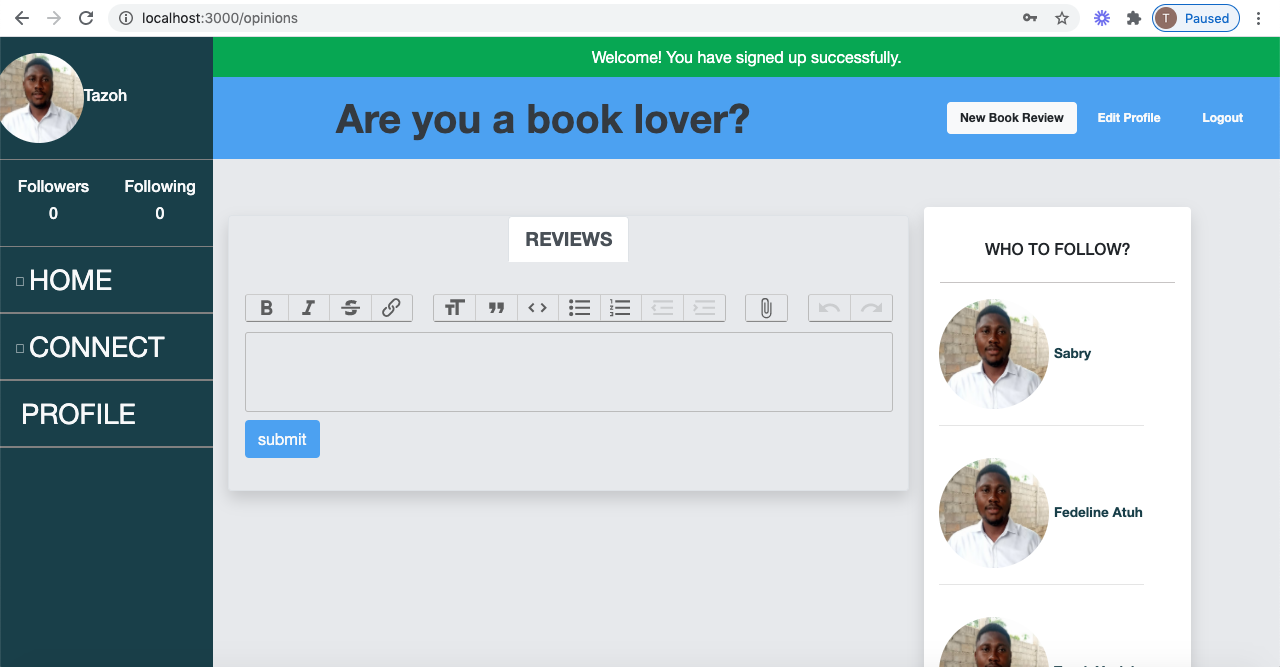 localhost:3000/opinions
T Paused
Tazoh
Welcome! You have signed up successfully.
Are you a book lover?
New Book Review
Edit Profile
Logout
Followers
0
Following
0
HOME
CONNECT
PROFILE
REVIEWS
B I S
submit
WHO TO FOLLOW?
Sabry
Fedeline Atuh